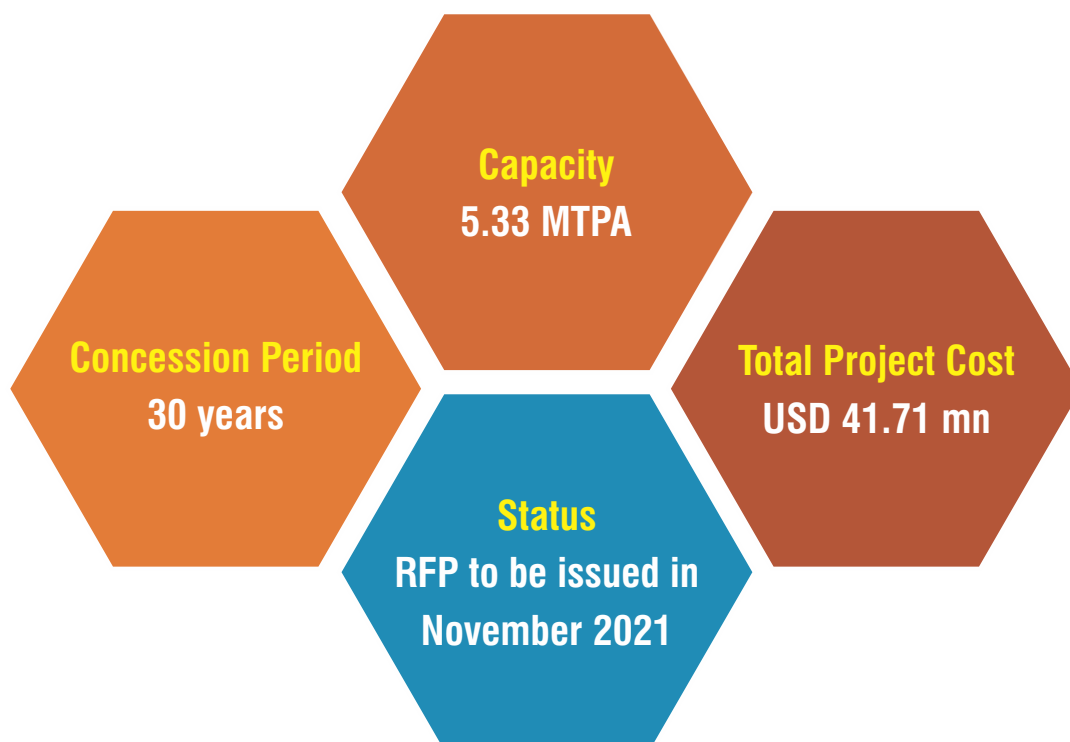 Capacity
5.33 MTPA
Concession Period
30 years
Total Project Cost
USD 41.71 mn
Status
RFP to be issued in
November 2021